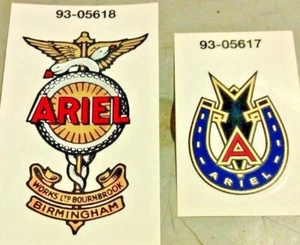 93-05618
ARIEL
WORKS LTD BOURNBROOK
BIRMINGHAM
93-05617
A
ARIEL